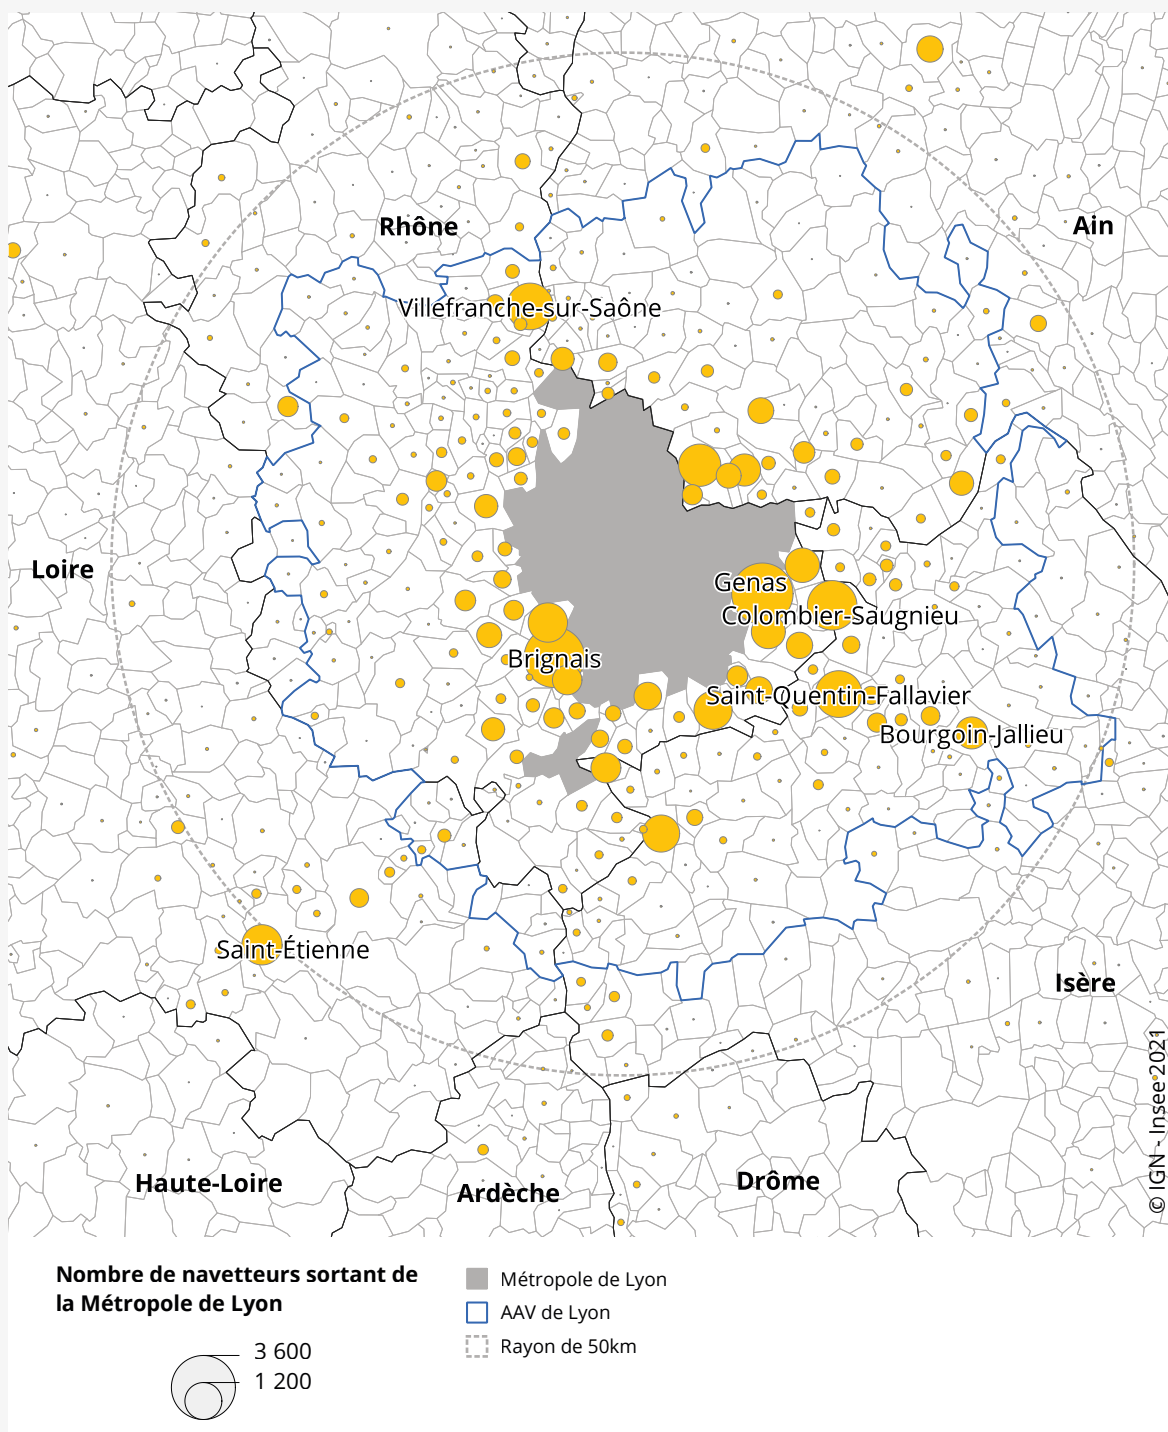 Rhône
Ain
Villefranche-sur-Saône
Loire
Genas
Colombier-Saugnieu
Brignais
Saint-Quentin-Fallavier
Bourgoin-Jallieu
Saint-Étienne
Isère
Haute-Loire
Ardèche
Drôme
© IGN - Insee 2021
Nombre de navetteurs sortant de
la Métropole de Lyon
3 600
1 200
Métropole de Lyon
AAV de Lyon
Rayon de 50km